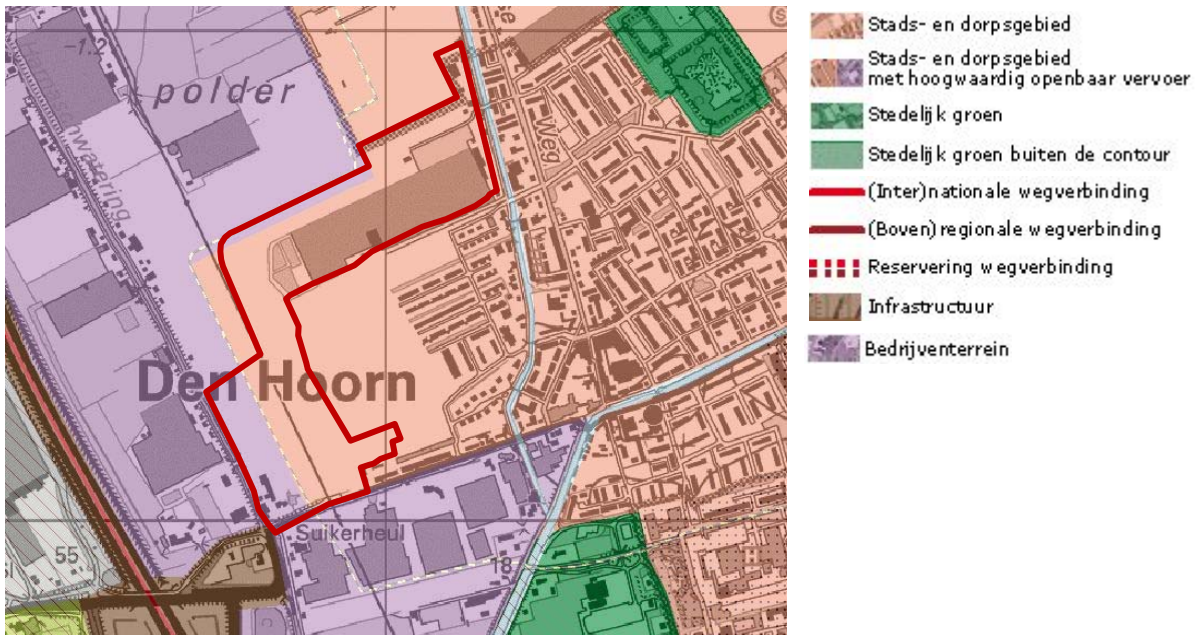 -1.2
polder
owatering
Weg
Den Hoorn
Suikerheul
55
18
S
Stads- en dorpsgebied
Stads- en dorpsgebied
met hoogwaardig openbaar vervoer
Stedelijk groen
Stedelijk groen buiten de contour
(Inter)nationale wegverbinding
(Boven)regionale wegverbinding
Reservering wegverbinding
Infrastructuur
Bedrijventerrein